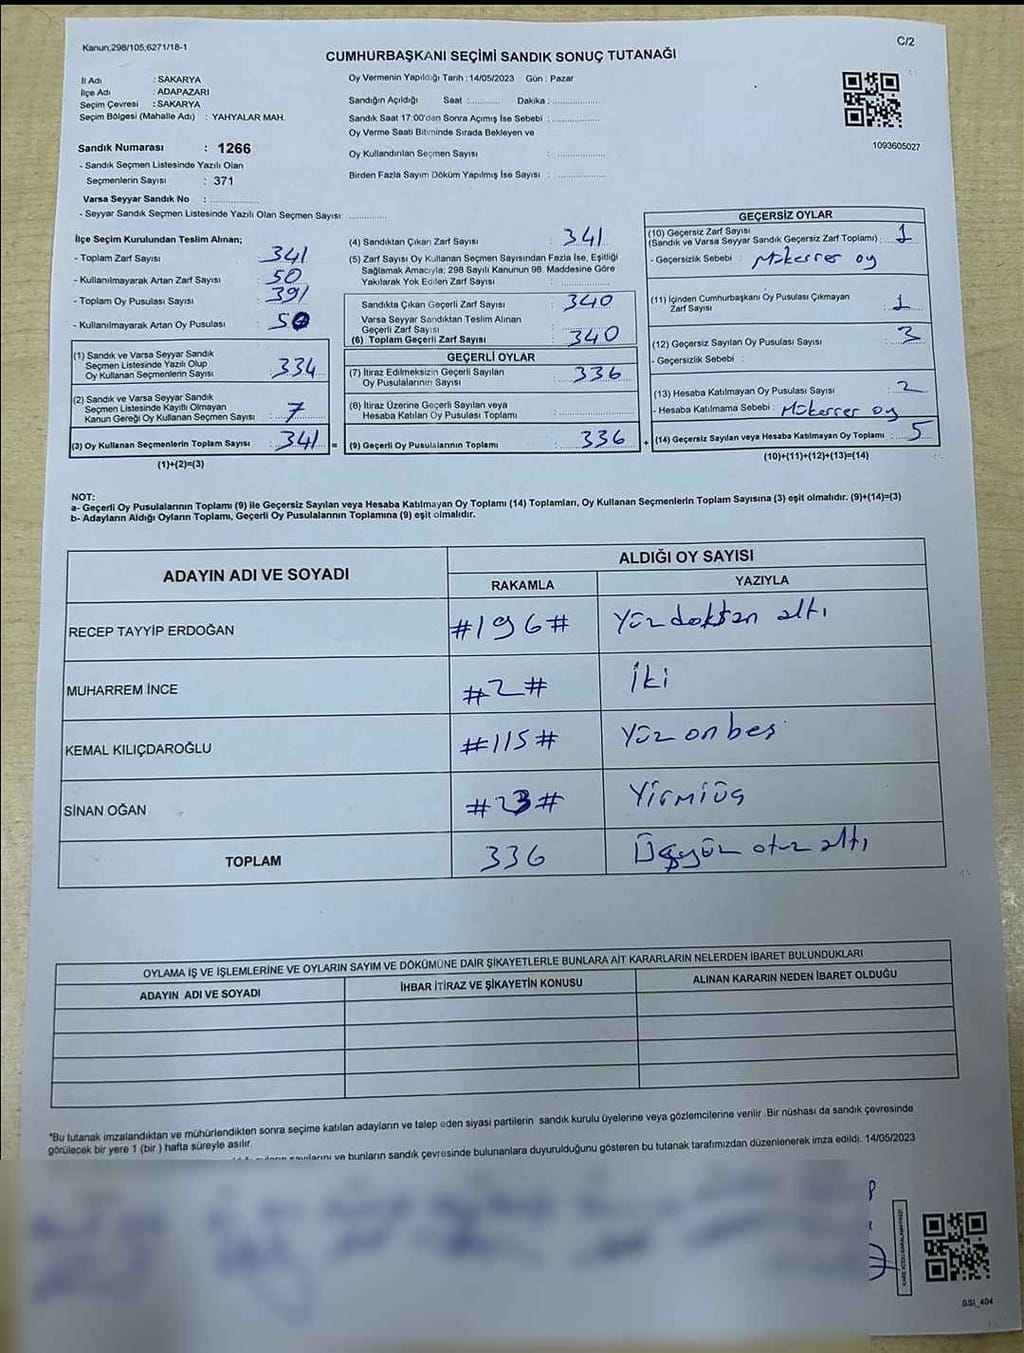 Kanun;298/105,6271/18-1
C/2
CUMHURBAŞKANI SEÇİMİ SANDIK SONUÇ TUTANAĞI
İl Adı : SAKARYA
İlçe Adı : ADAPAZARI
Seçim Çevresi : SAKARYA
Seçim Bölgesi (Mahalle Adı) : YAHYALAR MAH.
Sandık Numarası : 1266
- Sandık Seçmen Listesinde Yazılı Olan
Seçmenlerin Sayısı : 371
Varsa Seyyar Sandık No : ..............
- Seyyar Sandık Seçmen Listesinde Yazılı Olan Seçmen Sayısı: ............
Oy Vermenin Yapıldığı Tarih : 14/05/2023 Gün : Pazar
Sandığın Açıldığı Saat :........... Dakika : ................
Sandık Saat 17:00'den Sonra Açımış İse Sebebi : ................
Oy Verme Saati Bitiminde Sırada Bekleyen ve
Oy Kullandırılan Seçmen Sayısı : ................
Birden Fazla Sayım Döküm Yapılmış İse Sayısı : ................
1093605027
İlçe Seçim Kurulundan Teslim Alınan;
- Toplam Zarf Sayısı : 341
- Kullanılmayarak Artan Zarf Sayısı : 50
- Toplam Oy Pusulası Sayısı : 391
- Kullanılmayarak Artan Oy Pusulası : 50
(1) Sandık ve Varsa Seyyar Sandık
Seçmen Listesinde Yazılı Olup
Oy Kullanan Seçmenlerin Sayısı : 334
(2) Sandık ve Varsa Seyyar Sandık
Seçmen Listesinde Kayıtlı Olmayan
Kanun Gereği Oy Kullanan Seçmen Sayısı : 7
(3) Oy Kullanan Seçmenlerin Toplam Sayısı : 341 =
(1)+(2)=(3)
(4) Sandıktan Çıkan Zarf Sayısı : 341
(5) Zarf Sayısı Oy Kullanan Seçmen Sayısından Fazla İse, Eşitliği
Sağlamak Amacıyla; 298 Sayılı Kanunun 98. Maddesine Göre
Yakılarak Yok Edilen Zarf Sayısı : .............
Sandıkta Çıkan Geçerli Zarf Sayısı : 340
Varsa Seyyar Sandıktan Teslim Alınan
Geçerli Zarf Sayısı :
(6) Toplam Geçerli Zarf Sayısı : 340
GEÇERLİ OYLAR
(7) İtiraz Edilmeksizin Geçerli Sayılan
Oy Pusulalarının Sayısı : 336
(8) İtiraz Üzerine Geçerli Sayılan veya
Hesaba Katılan Oy Pusulası Toplamı :
(9) Geçerli Oy Pusulalarının Toplamı : 336 +
GEÇERSİZ OYLAR
(10) Geçersiz Zarf Sayısı
(Sandık ve Varsa Seyyar Sandık Geçersiz Zarf Toplamı) : 1
- Geçersizlik Sebebi : Mükerrer oy
(11) İçinden Cumhurbaşkanı Oy Pusulası Çıkmayan
Zarf Sayısı : 1
(12) Geçersiz Sayılan Oy Pusulası Sayısı : 3
- Geçersizlik Sebebi :
(13) Hesaba Katılmayan Oy Pusulası Sayısı : 2
- Hesaba Katılmama Sebebi : Mükerrer oy
(14) Geçersiz Sayılan veya Hesaba Katılmayan Oy Toplamı : 5
(10)+(11)+(12)+(13)=(14)
NOT:
a- Geçerli Oy Pusulalarının Toplamı (9) ile Geçersiz Sayılan veya Hesaba Katılmayan Oy Toplamı (14) Toplamları, Oy Kullanan Seçmenlerin Toplam Sayısına (3) eşit olmalıdır. (9)+(14)=(3)
b- Adayların Aldığı Oyların Toplamı, Geçerli Oy Pusulalarının Toplamına (9) eşit olmalıdır.
ADAYIN ADI VE SOYADI
ALDIĞI OY SAYISI
RAKAMLA YAZIYLA
RECEP TAYYİP ERDOĞAN #196# Yüzdoksan altı
MUHARREM İNCE #2# İki
KEMAL KILIÇDAROĞLU #115# Yüz onbeş
SİNAN OĞAN #23# Yirmiüç
TOPLAM 336 Üçyüz otuz altı
OYLAMA İŞ VE İŞLEMLERİNE VE OYLARIN SAYIM VE DÖKÜMÜNE DAİR ŞİKAYETLERLE BUNLARA AİT KARARLARIN NELERDEN İBARET BULUNDUKLARI
ADAYIN ADI VE SOYADI İHBAR İTİRAZ VE ŞİKAYETİN KONUSU ALINAN KARARIN NEDEN İBARET OLDUĞU
*Bu tutanak imzalandıktan ve mühürlendikten sonra seçime katılan adayların ve talep eden siyasi partilerin sandık kurulu üyelerine veya gözlemcilerine verilir .Bir nüshası da sandık çevresinde
görülecek bir yere 1 (bir ) hafta süreyle asılır.
ve bunların sandık çevresinde bulunanlara duyurulduğunu gösteren bu tutanak tarafımızdan düzenlenerek imza edildi. 14/05/2023
KARE KODU KARALAMAYINIZ!
GSI_404